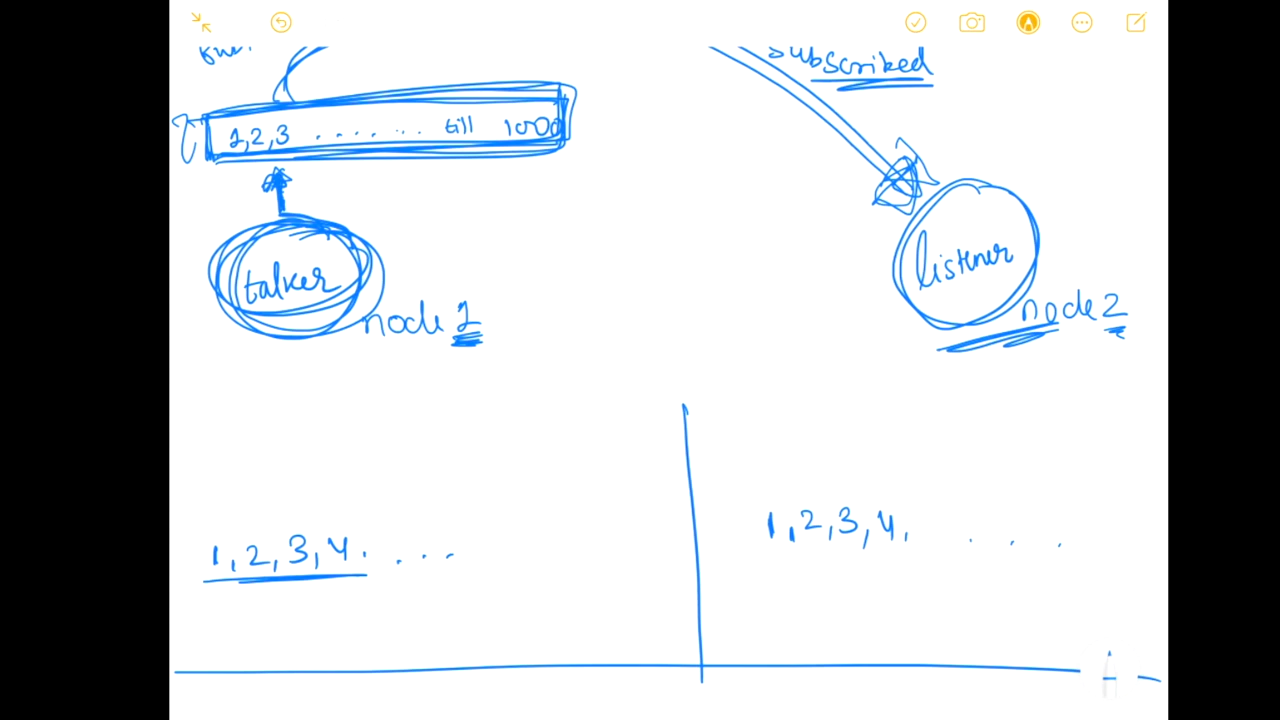 subscribed
1,2,3 ....... till 1000
talker
node 1
listener
node 2
1,2,3,4. ...
1,2,3,4, . . .